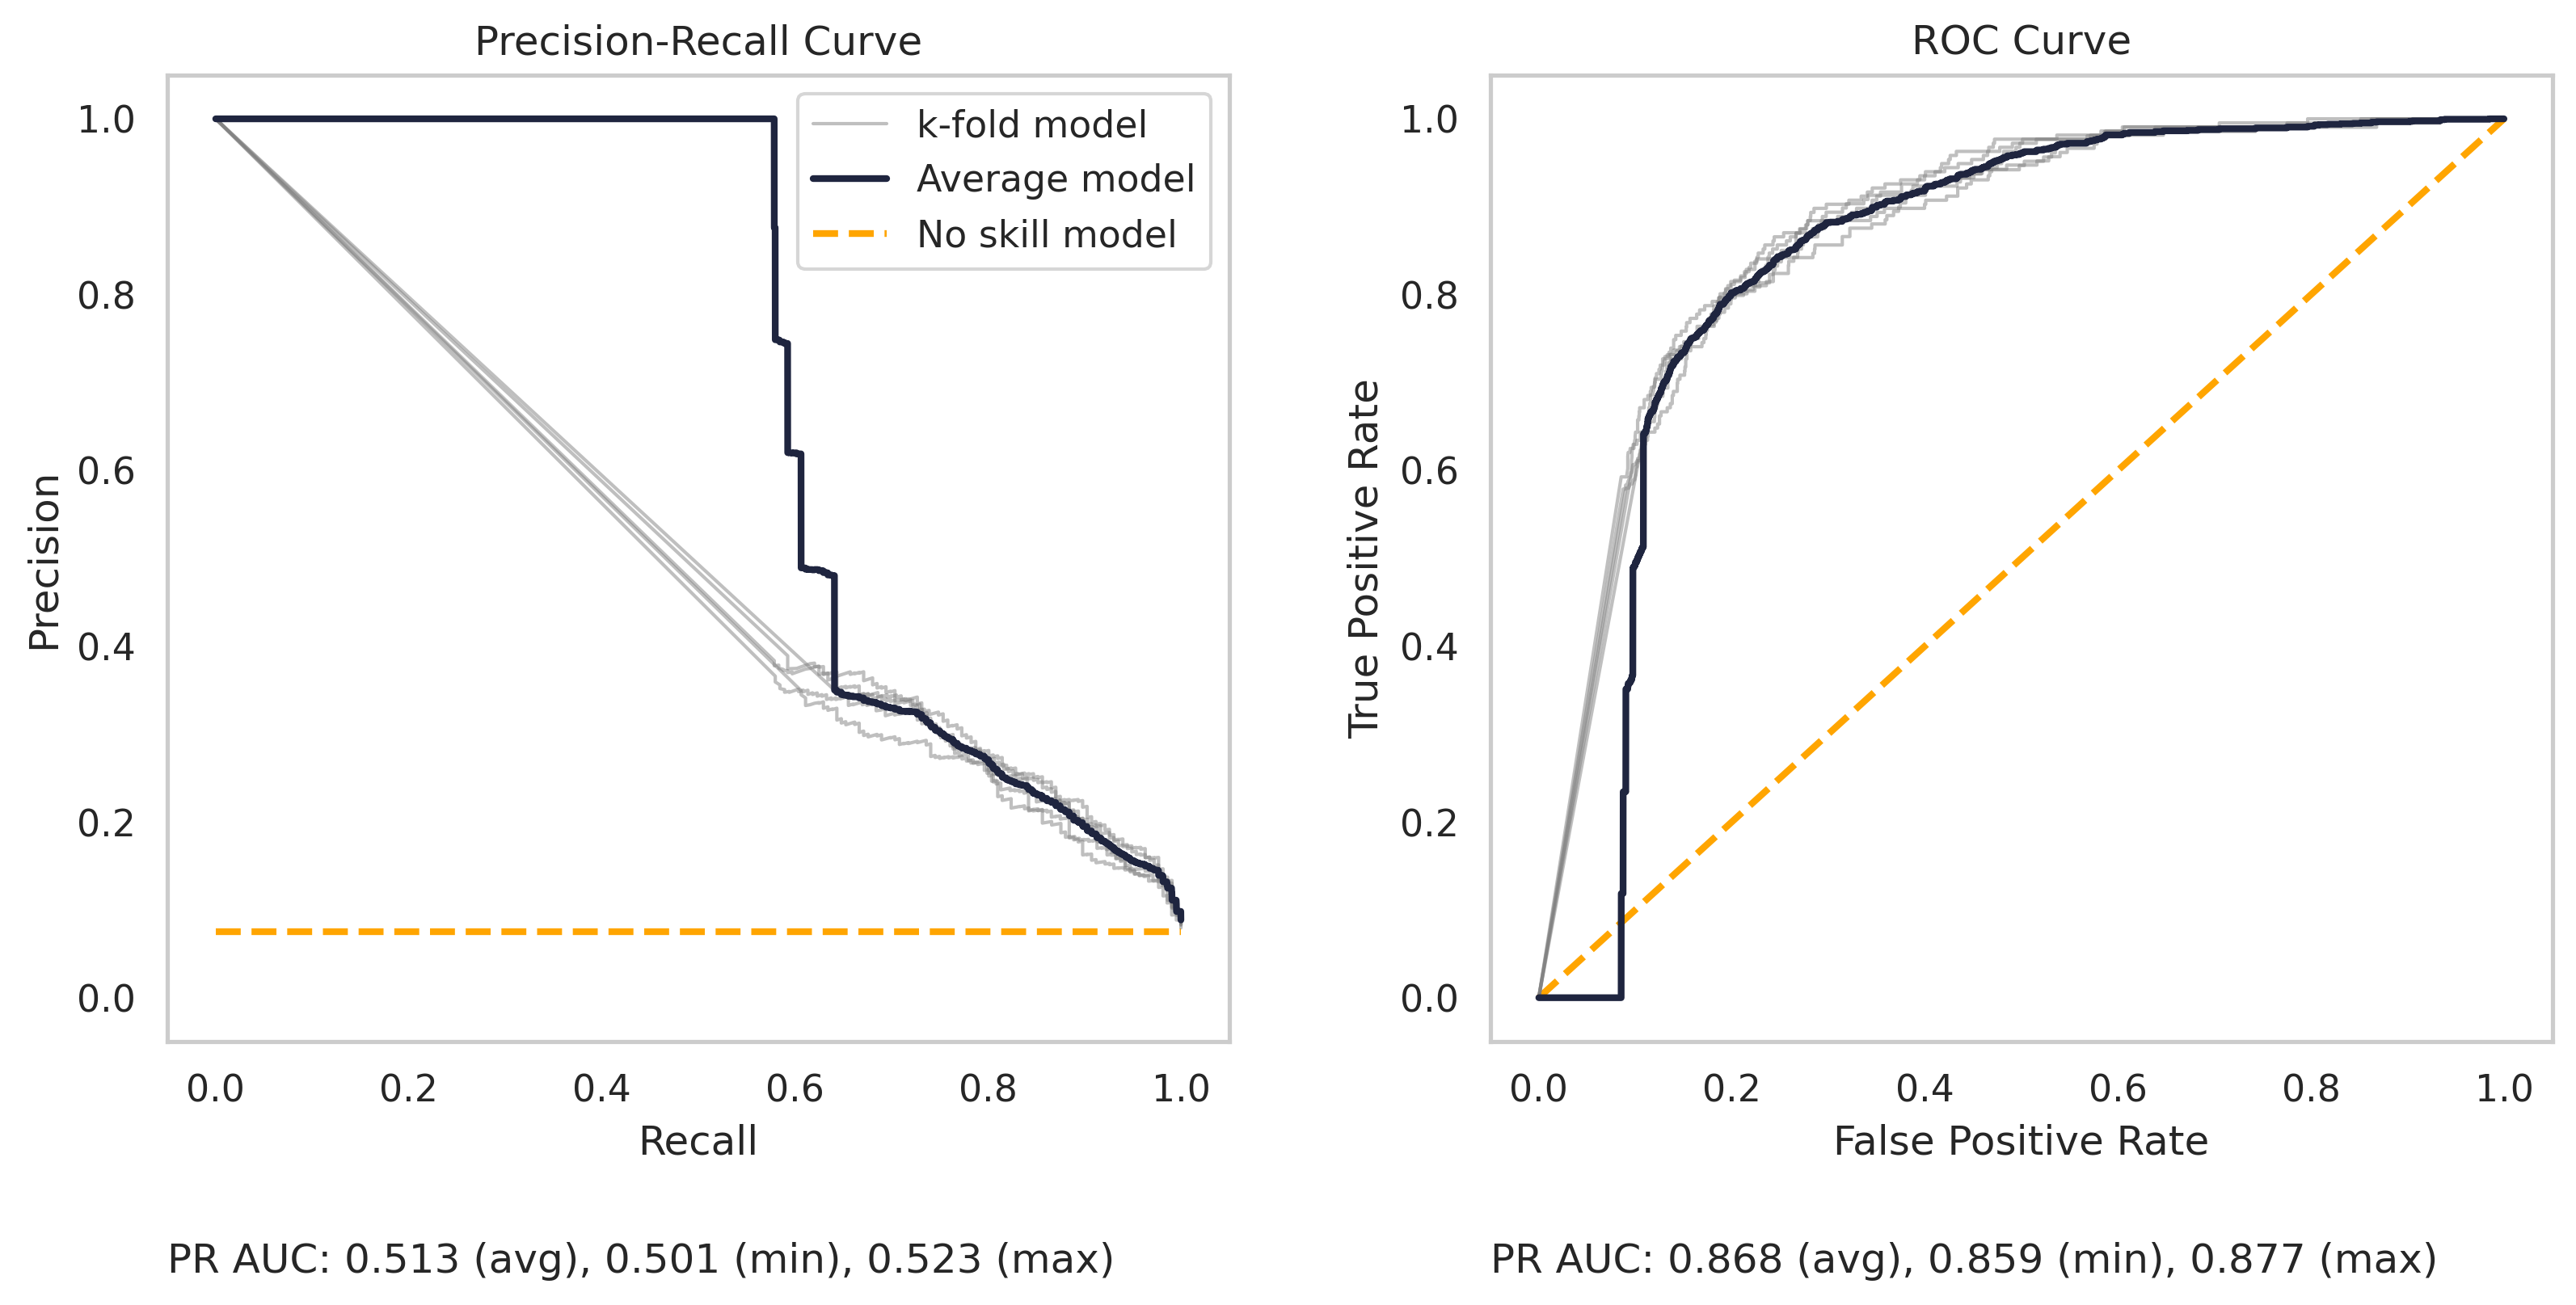 Precision-Recall Curve
1.0
0.8
0.6
0.4
0.2
0.0
Precision
k-fold model
Average model
No skill model
0.0 0.2 0.4 0.6 0.8 1.0
Recall
PR AUC: 0.513 (avg), 0.501 (min), 0.523 (max)
ROC Curve
1.0
0.8
0.6
0.4
0.2
0.0
True Positive Rate
0.0 0.2 0.4 0.6 0.8 1.0
False Positive Rate
PR AUC: 0.868 (avg), 0.859 (min), 0.877 (max)